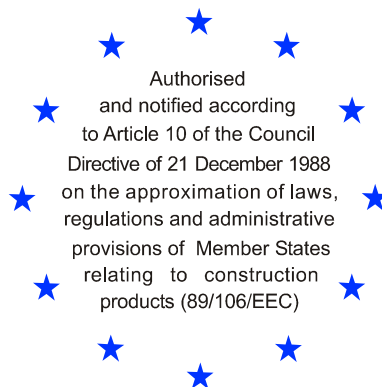 Authorised
and notified according
to Article 10 of the Council
Directive of 21 December 1988
on the approximation of laws,
regulations and administrative
provisions of Member States
relating to construction
products (89/106/EEC)